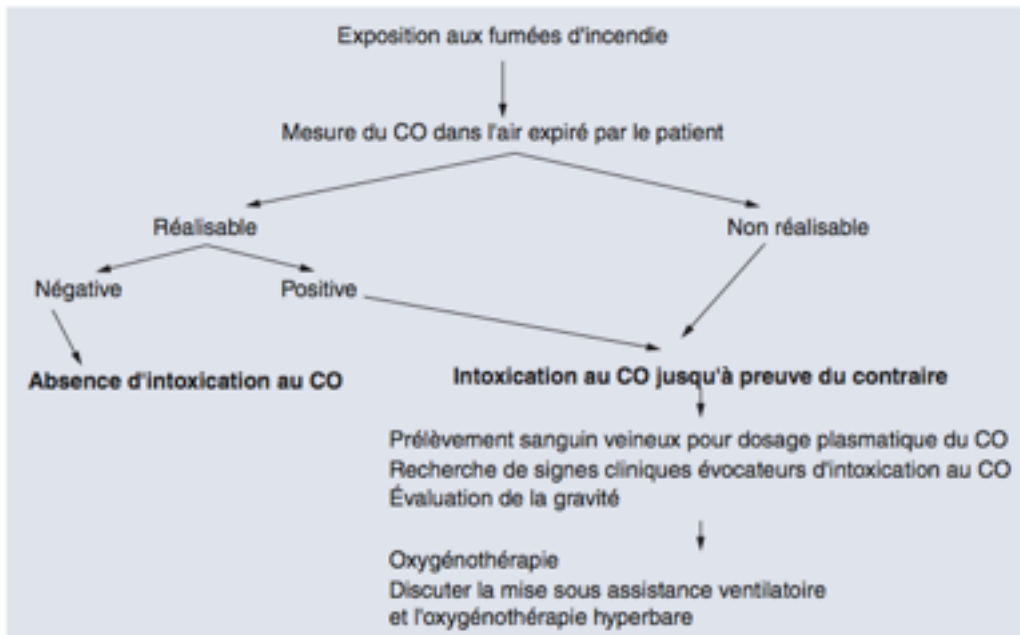 Exposition aux fumées d'incendie
Mesure du CO dans l'air expiré par le patient
Réalisable
Non réalisable
Négative
Positive
Absence d'intoxication au CO
Intoxication au CO jusqu'à preuve du contraire
Prélèvement sanguin veineux pour dosage plasmatique du CO
Recherche de signes cliniques évocateurs d'intoxication au CO
Évaluation de la gravité
Oxygénothérapie
Discuter la mise sous assistance ventilatoire
et l'oxygénothérapie hyperbare